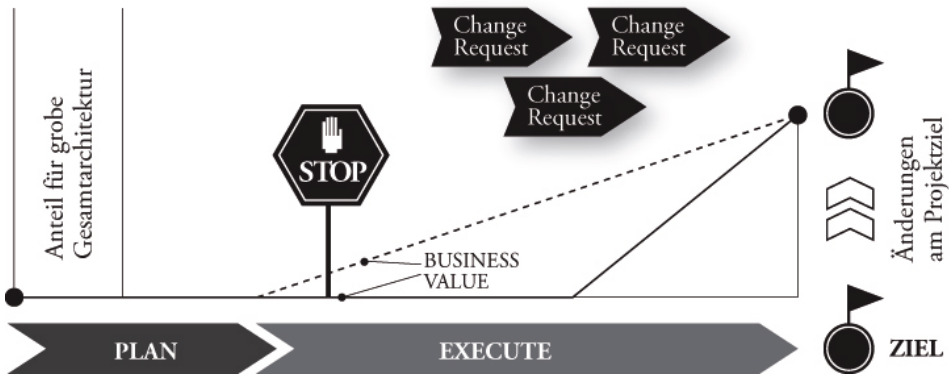 Change
Request
Change
Request
Change
Request
Anteil für grobe
Gesamtarchitektur
STOP
BUSINESS
VALUE
Änderungen
am Projektziel
PLAN
EXECUTE
ZIEL